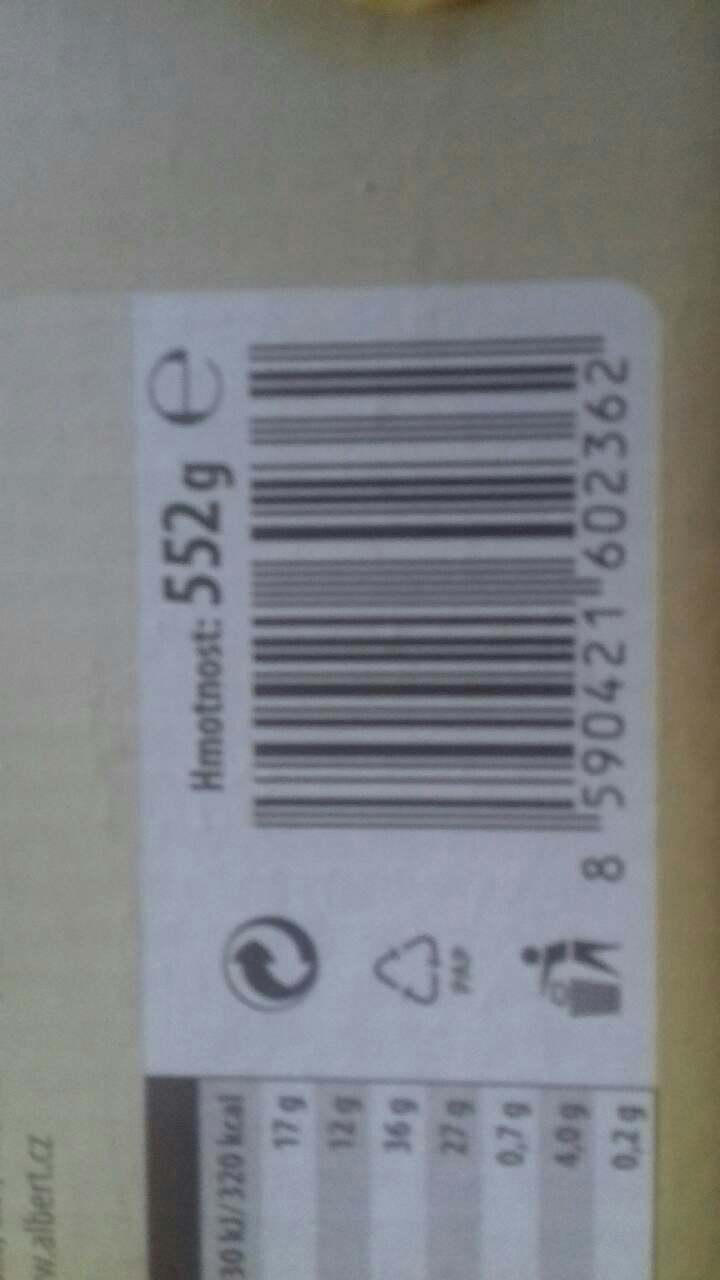 Hmotnost: 552g e
8 590421 602362
PAP
30 kJ/320 kcal
17 g
12 g
36 g
27 g
0,7 g
4,0 g
0,2 g
w.albert.cz